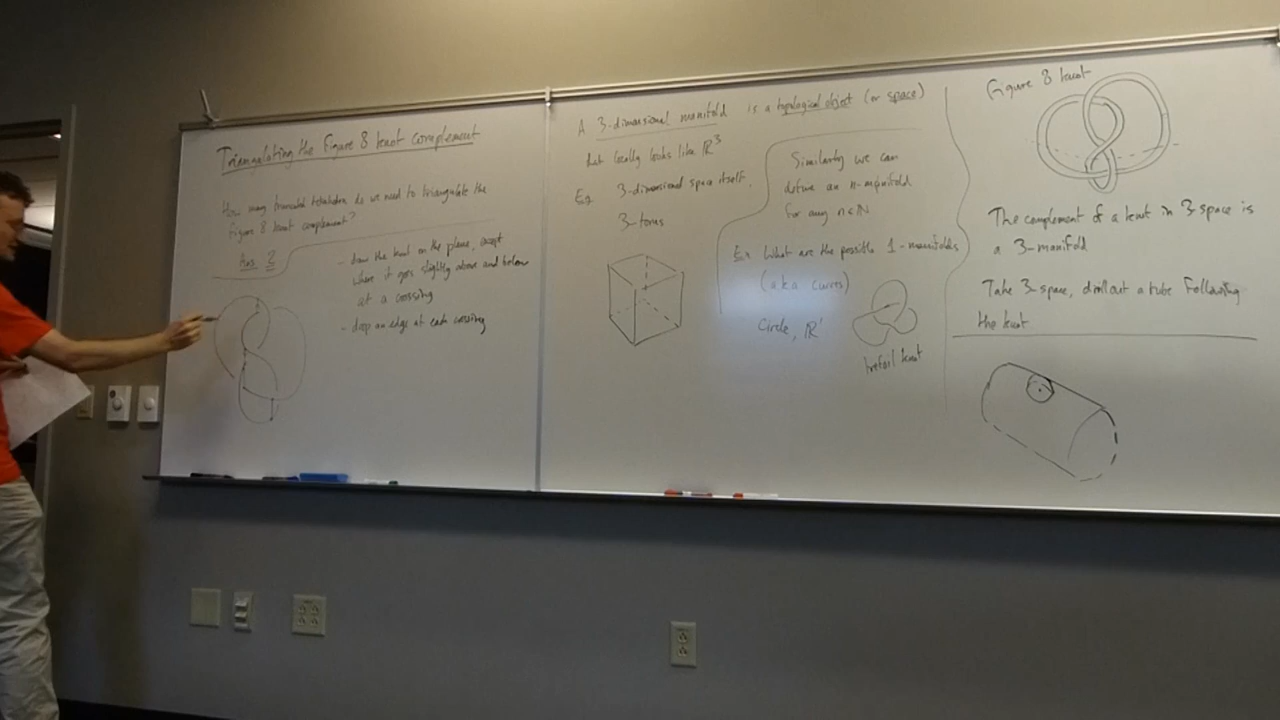 Triangulating the Figure 8 knot complement
How many truncated tetrahedra do we need to triangulate the
Figure 8 knot complement?
Ans 2
- draw the knot on the plane, except
where it goes slightly above and below
at a crossing
- drop an edge at each crossing
A 3-dimensional manifold is a topological object (or space)
that locally looks like ℝ³
Eg 3-dimensional space itself,
3-torus
Similarly we can
define an n-manifold
for any n∈ℕ
Ex What are the possible 1-manifolds
(aka curves)
Circle, ℝ¹
trefoil knot
Figure 8 knot
The complement of a knot in 3-space is
a 3-manifold
Take 3-space, drill out a tube following
the knot